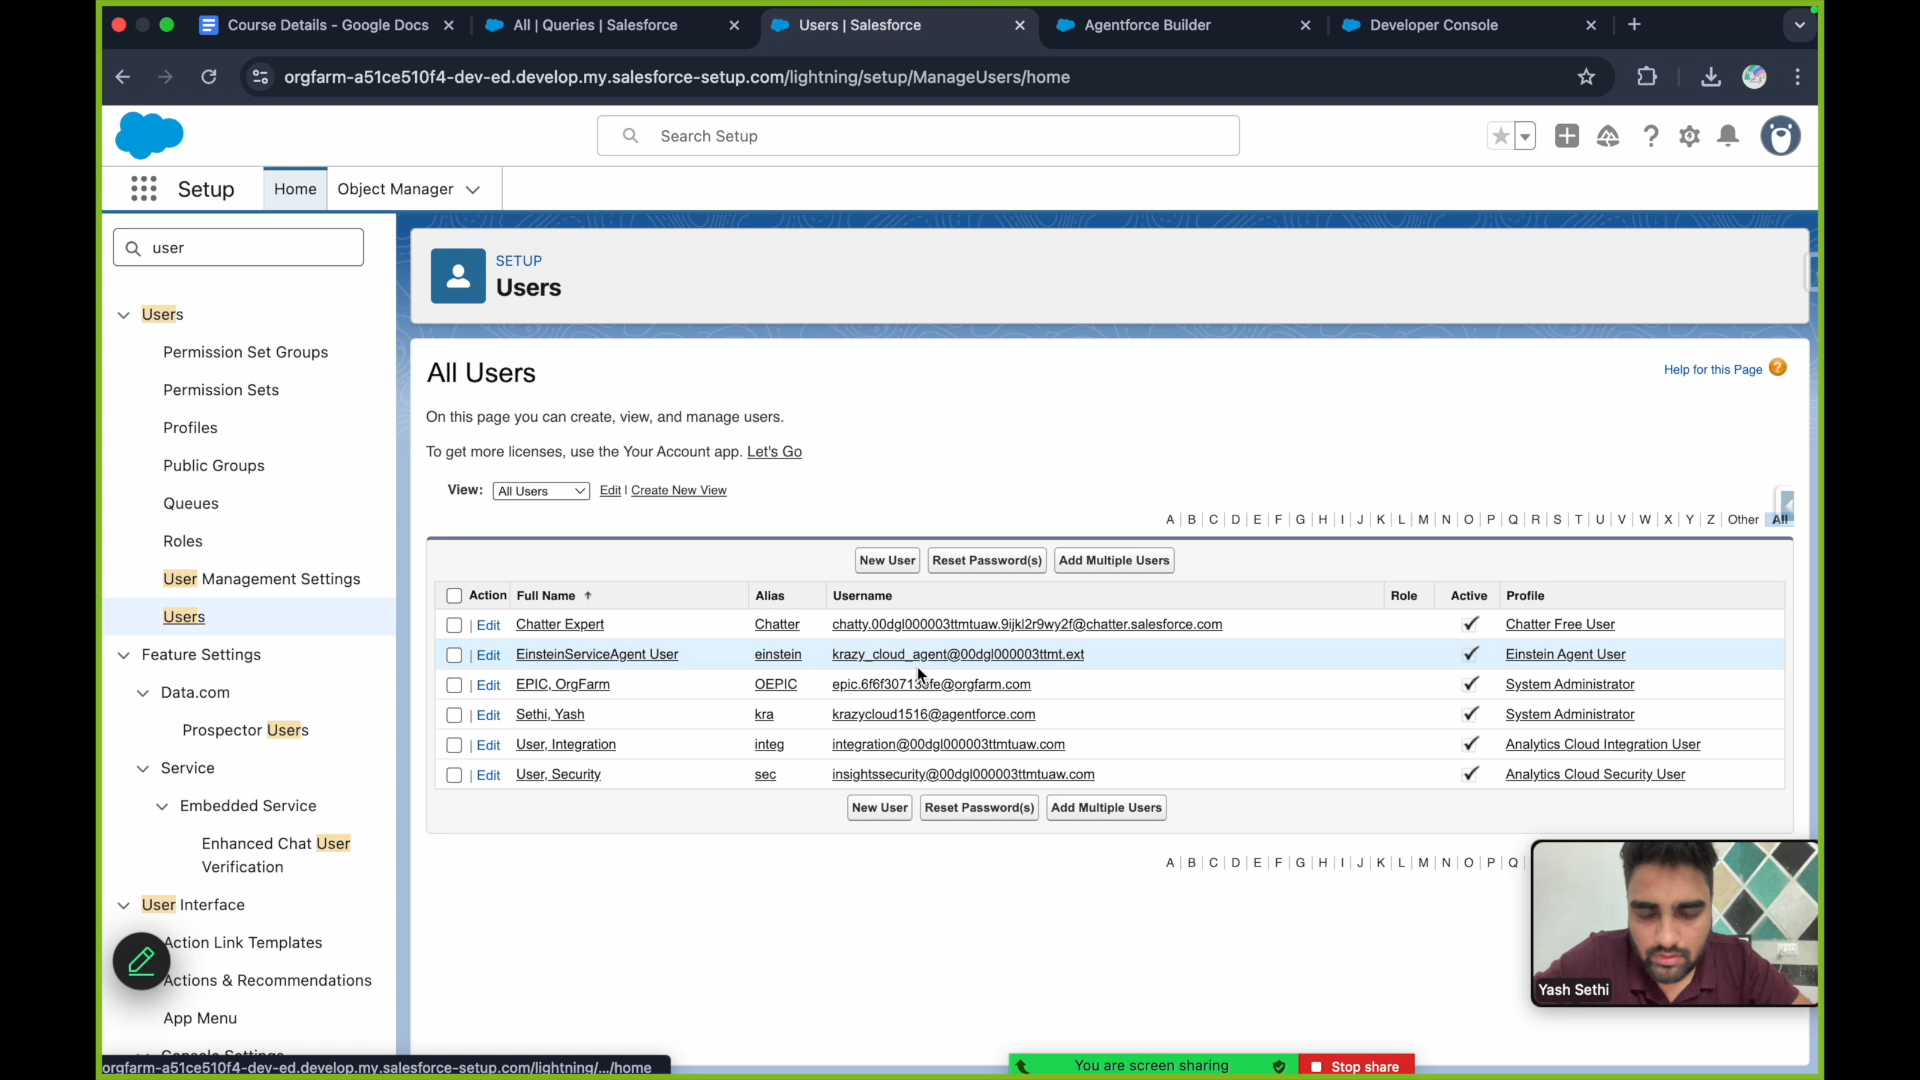 Course Details - Google Docs
All | Queries | Salesforce
Users | Salesforce
Agentforce Builder
Developer Console
orgfarm-a51ce510f4-dev-ed.develop.my.salesforce-setup.com/lightning/setup/ManageUsers/home
Search Setup
Setup
Home
Object Manager
user
Users
Permission Set Groups
Permission Sets
Profiles
Public Groups
Queues
Roles
User Management Settings
Users
Feature Settings
Data.com
Prospector Users
Service
Embedded Service
Enhanced Chat User
Verification
User Interface
Action Link Templates
Actions & Recommendations
App Menu
SETUP
Users
All Users
Help for this Page
On this page you can create, view, and manage users.
To get more licenses, use the Your Account app. Let's Go
View: All Users Edit | Create New View
A | B | C | D | E | F | G | H | I | J | K | L | M | N | O | P | Q | R | S | T | U | V | W | X | Y | Z | Other | All
New User Reset Password(s) Add Multiple Users
Action Full Name Alias Username Role Active Profile
| Edit Chatter Expert Chatter chatty.00dgl000003ttmtuaw.9ijkl2r9wy2f@chatter.salesforce.com Chatter Free User
| Edit EinsteinServiceAgent User einstein krazy_cloud_agent@00dgl000003ttmt.ext Einstein Agent User
| Edit EPIC, OrgFarm OEPIC System Administrator
| Edit Sethi, Yash kra krazycloud1516@agentforce.com System Administrator
| Edit User, Integration integ integration@00dgl000003ttmtuaw.com Analytics Cloud Integration User
| Edit User, Security sec insightssecurity@00dgl000003ttmtuaw.com Analytics Cloud Security User
New User Reset Password(s) Add Multiple Users
A | B | C | D | E | F | G | H | I | J | K | L | M | N | O | P | Q |
Yash Sethi
orgfarm-a51ce510f4-dev-ed.develop.my.salesforce-setup.com/lightning/.../home
You are screen sharing
Stop share